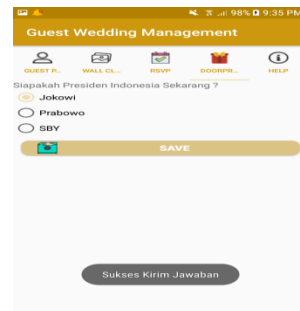 98% 9:35 PM
Guest Wedding Management
GUEST P... WALL CL... RSVP DOORPR... HELP
Siapakah Presiden Indonesia Sekarang ?
Jokowi
Prabowo
SBY
SAVE
Sukses Kirim Jawaban